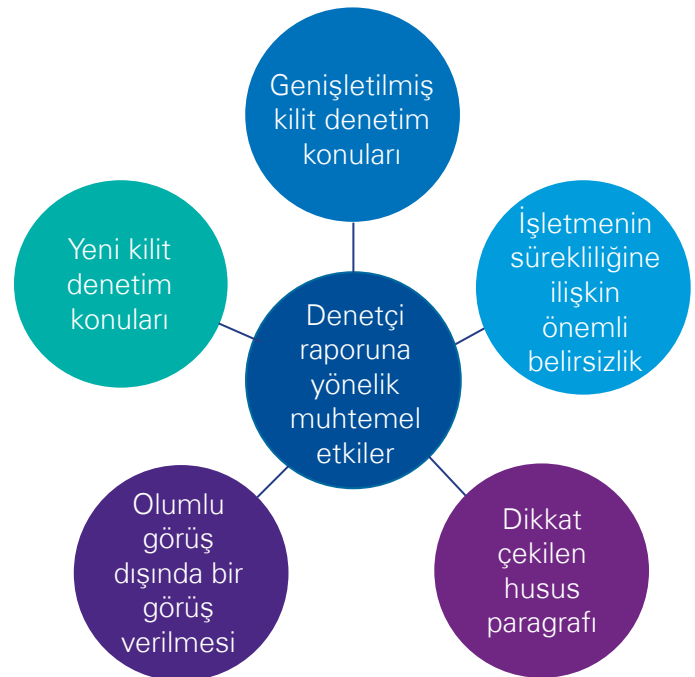 Genişletilmiş
kilit denetim
konuları
Yeni kilit
denetim
konuları
İşletmenin
sürekliliğine
ilişkin
önemli
belirsizlik
Denetçi
raporuna
yönelik
muhtemel
etkiler
Olumlu
görüş
dışında bir
görüş
verilmesi
Dikkat
çekilen
husus
paragrafı